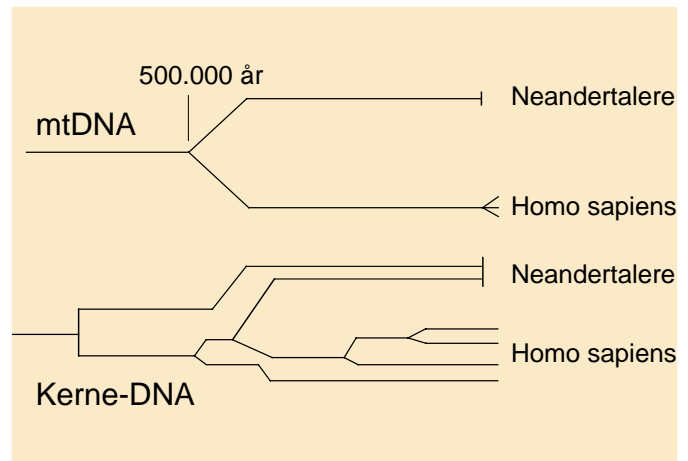 500.000 år
Neandertalere
mtDNA
Homo sapiens
Neandertalere
Homo sapiens
Kerne-DNA